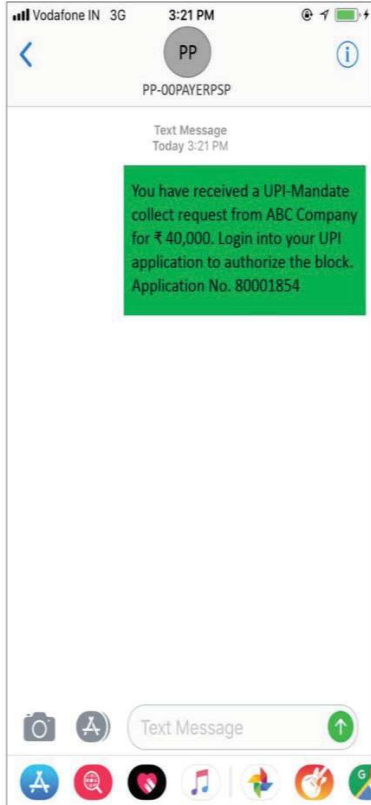 Vodafone IN 3G 3:21 PM
PP
PP-00PAYERPSP
Text Message
Today 3:21 PM
You have received a UPI-Mandate
collect request from ABC Company
for ₹ 40,000. Login into your UPI
application to authorize the block.
Application No. 80001854
Text Message